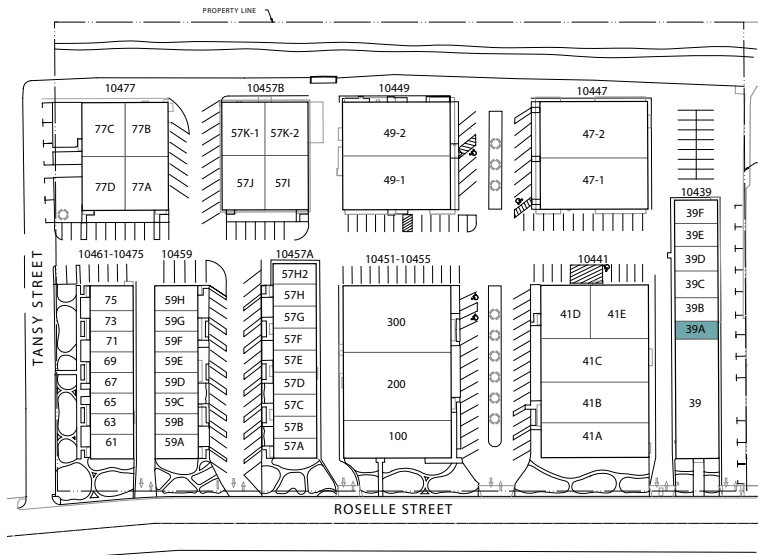 PROPERTY LINE
10477
10457B
10449
10447
77C
77B
77D
77A
57K-1
57K-2
57J
57I
49-2
49-1
47-2
47-1
10439
39F
39E
39D
39C
39B
39A
39
10461-10475
10459
10457A
10451-10455
10441
75
73
71
69
67
65
63
61
59H
59G
59F
59E
59D
59C
59B
59A
57H2
57H
57G
57F
57E
57D
57C
57B
57A
300
200
100
41D
41E
41C
41B
41A
TANSY STREET
ROSELLE STREET